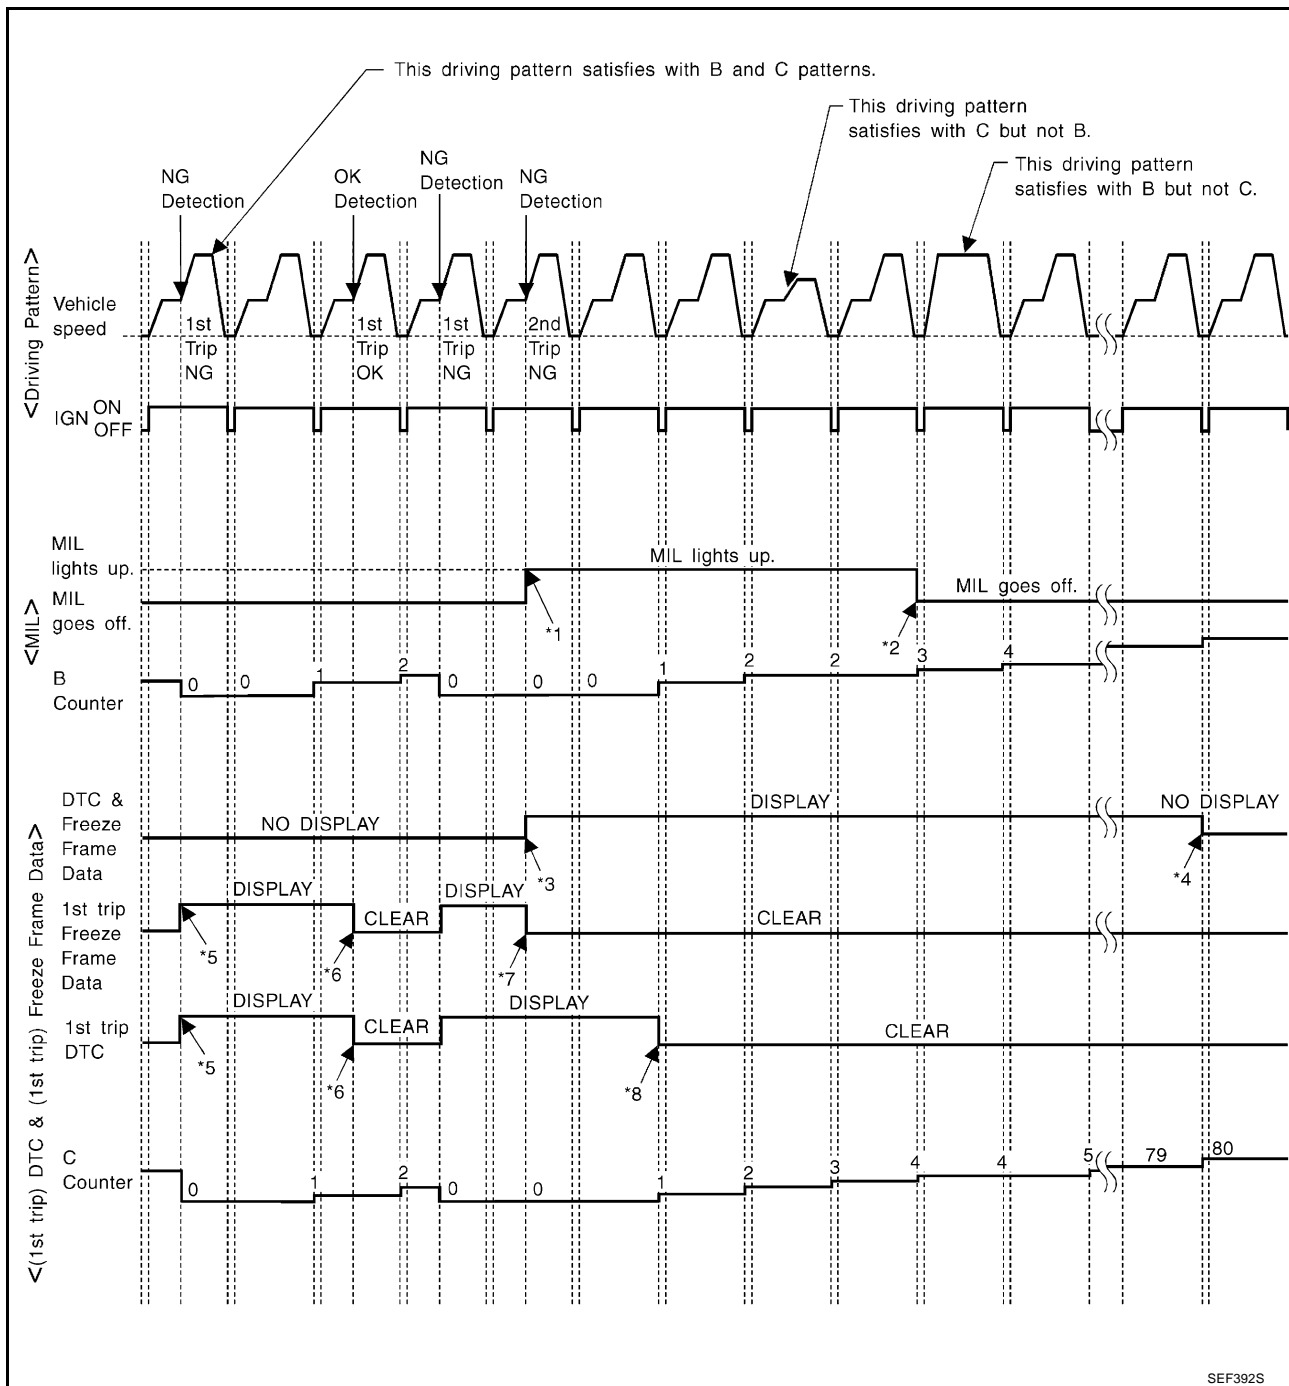 This driving pattern satisfies with B and C patterns.
This driving pattern
satisfies with C but not B.
This driving pattern
satisfies with B but not C.
NG
Detection
OK
Detection
NG
Detection
NG
Detection
<Driving Pattern>
Vehicle
speed
1st
Trip
NG
1st
Trip
OK
1st
Trip
NG
2nd
Trip
NG
IGN ON
OFF
<MIL>
MIL
lights up.
MIL
goes off.
MIL lights up.
MIL goes off.
*1
*2
B
Counter
0 0 1 2 0 0 0 1 2 2 3 4
<(1st trip) DTC & (1st trip) Freeze Frame Data>
DTC &
Freeze
Frame
Data
NO DISPLAY
DISPLAY
NO DISPLAY
*3
*4
1st trip
Freeze
Frame
Data
DISPLAY
CLEAR
DISPLAY
CLEAR
*5
*6
*7
1st trip
DTC
DISPLAY
CLEAR
DISPLAY
CLEAR
*5
*6
*8
C
Counter
0 1 2 0 0 1 2 3 4 4 5 79 80
SEF392S